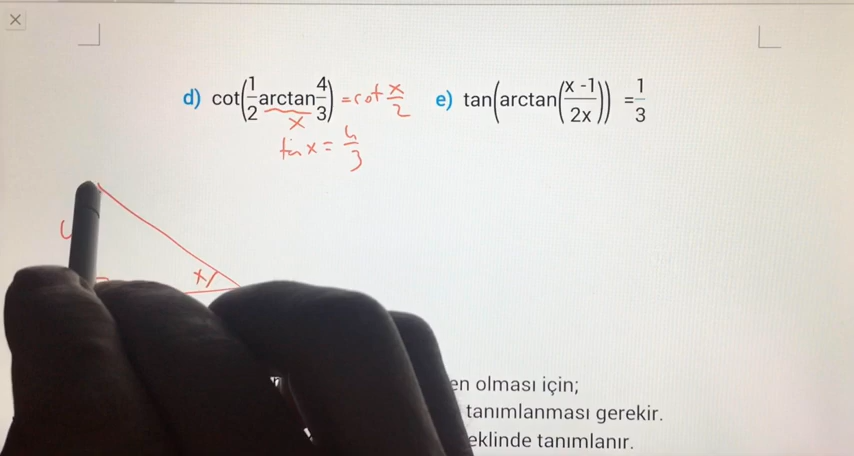 d) cot(1/2 arctan 4/3) = cot x/2
x
tan x = 4/3
e) tan(arctan((x - 1)/2x)) = 1/3
x
en olması için;
tanımlanması gerekir.
eklinde tanımlanır.